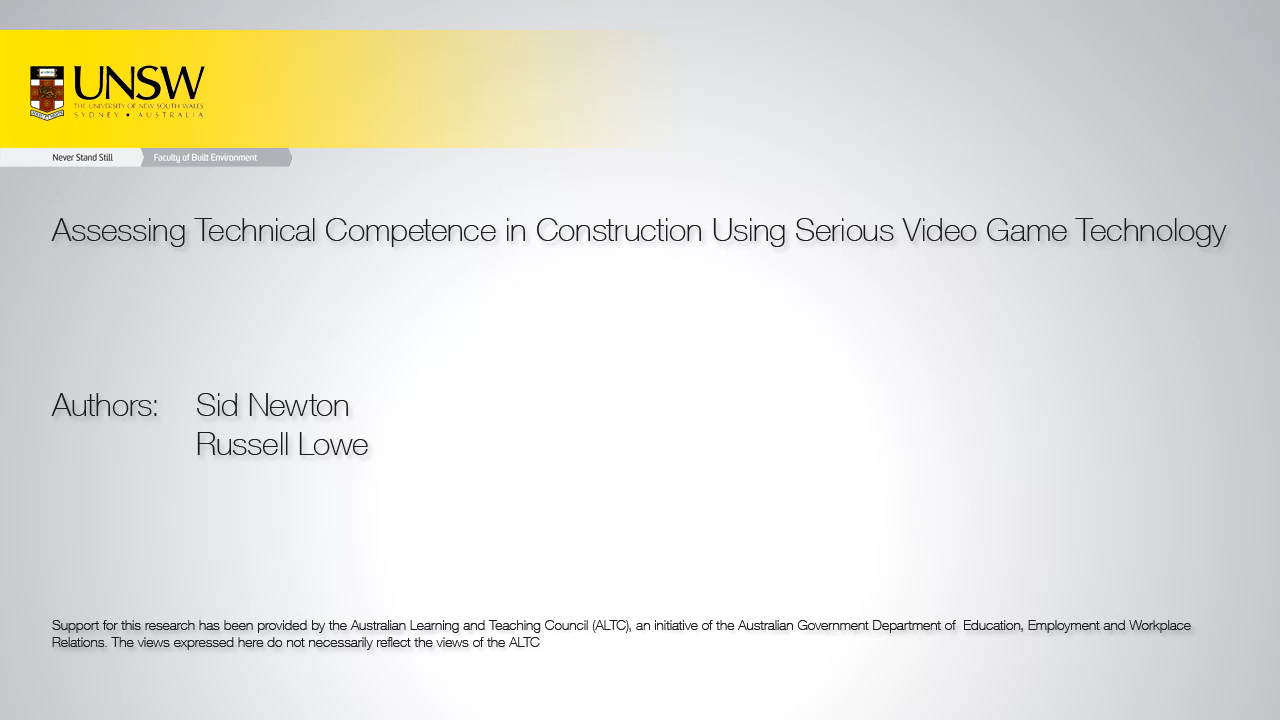 UNSW
THE UNIVERSITY OF NEW SOUTH WALES
SYDNEY • AUSTRALIA
Never Stand Still
Faculty of Built Environment
Assessing Technical Competence in Construction Using Serious Video Game Technology
Authors: Sid Newton
Russell Lowe
Support for this research has been provided by the Australian Learning and Teaching Council (ALTC), an initiative of the Australian Government Department of Education, Employment and Workplace
Relations. The views expressed here do not necessarily reflect the views of the ALTC